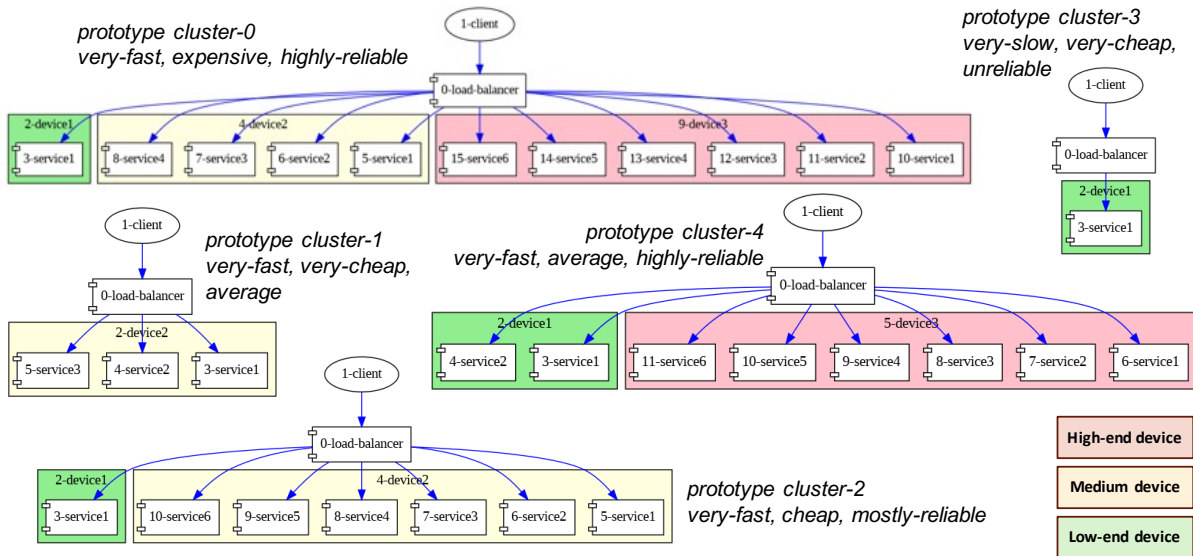 prototype cluster-0
very-fast, expensive, highly-reliable
1-client
0-load-balancer
2-device1
4-device2
9-device3
3-service1
8-service4
7-service3
6-service2
5-service1
15-service6
14-service5
13-service4
12-service3
11-service2
10-service1
prototype cluster-3
very-slow, very-cheap,
unreliable
1-client
0-load-balancer
2-device1
3-service1
1-client
prototype cluster-1
very-fast, very-cheap,
average
0-load-balancer
2-device2
5-service3
4-service2
3-service1
1-client
prototype cluster-4
very-fast, average, highly-reliable
0-load-balancer
2-device1
5-device3
4-service2
3-service1
11-service6
10-service5
9-service4
8-service3
7-service2
6-service1
1-client
0-load-balancer
2-device1
4-device2
3-service1
10-service6
9-service5
8-service4
7-service3
6-service2
5-service1
prototype cluster-2
very-fast, cheap, mostly-reliable
High-end device
Medium device
Low-end device